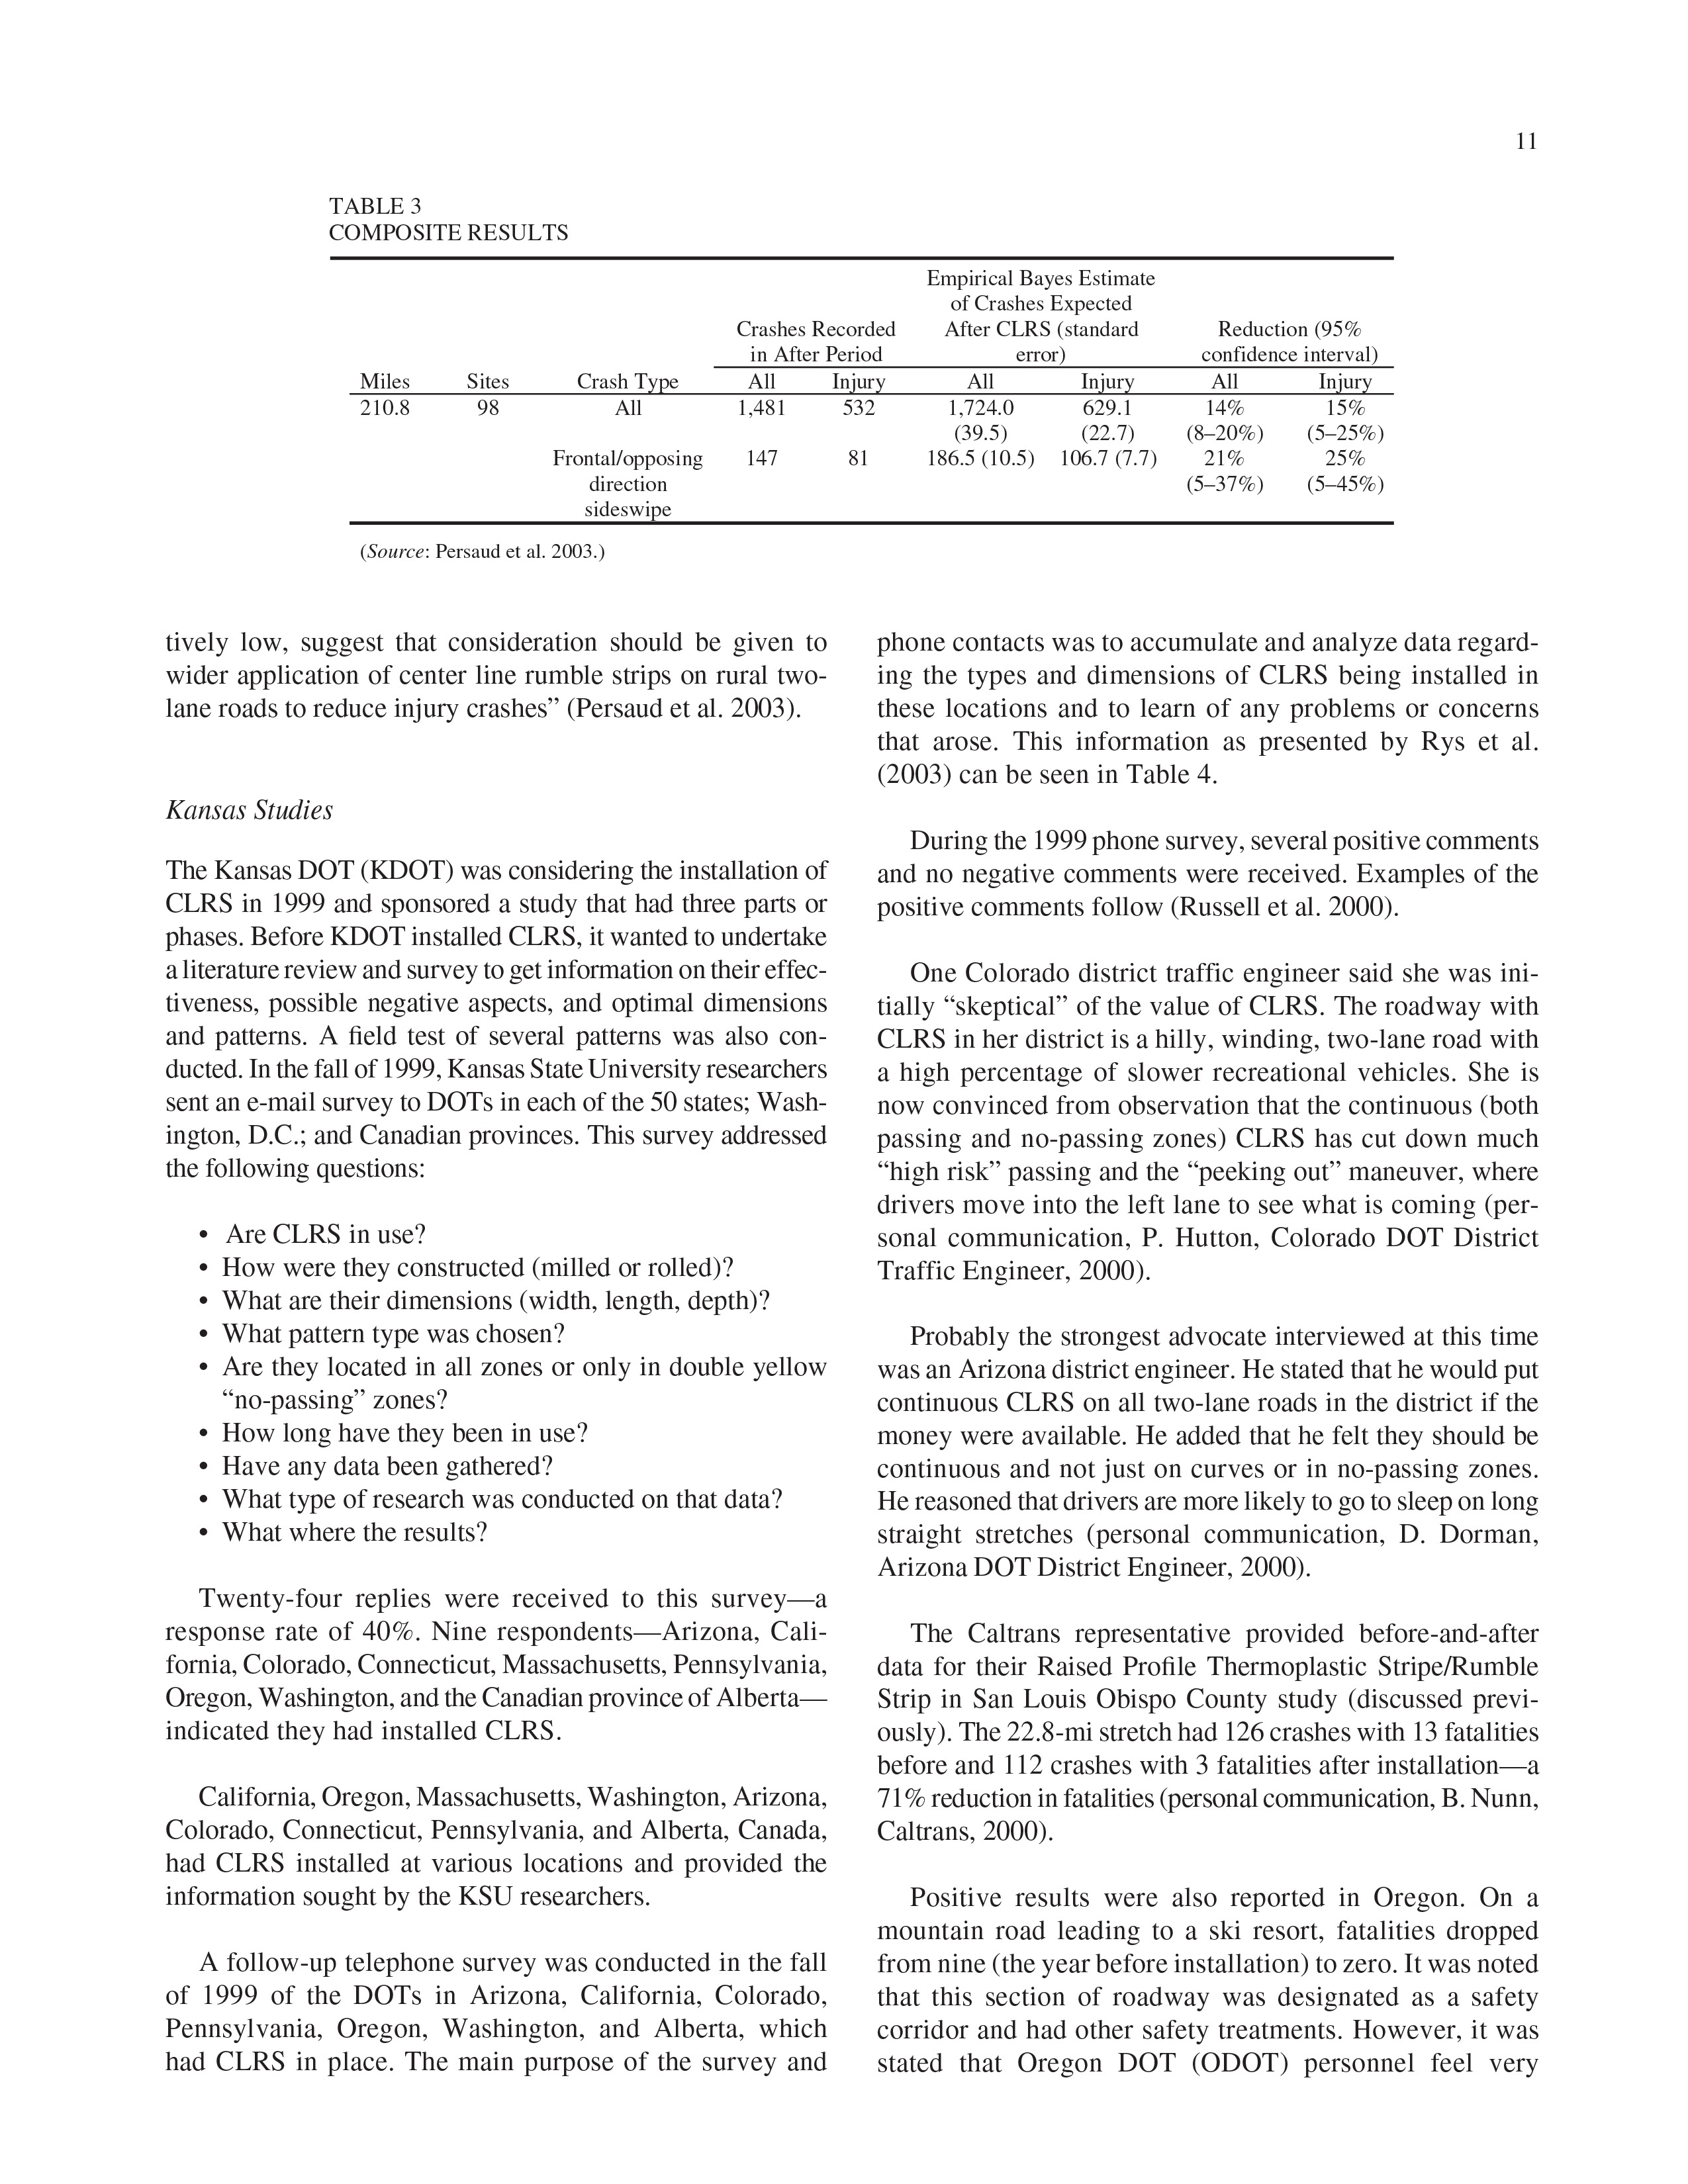 11
TABLE 3
COMPOSITE RESULTS
Empirical Bayes Estimate
of Crashes Expected
Crashes Recorded After CLRS (standard Reduction (95%
in After Period error) confidence interval)
Miles Sites Crash Type All Injury All Injury All Injury
210.8 98 All 1,481 532 1,724.0 629.1 14% 15%
(39.5) (22.7) (8–20%) (5–25%)
Frontal/opposing 147 81 186.5 (10.5) 106.7 (7.7) 21% 25%
direction (5–37%) (5–45%)
sideswipe
(Source: Persaud et al. 2003.)
tively low, suggest that consideration should be given to
wider application of center line rumble strips on rural two-
lane roads to reduce injury crashes” (Persaud et al. 2003).
Kansas Studies
The Kansas DOT (KDOT) was considering the installation of
CLRS in 1999 and sponsored a study that had three parts or
phases. Before KDOT installed CLRS, it wanted to undertake
a literature review and survey to get information on their effec-
tiveness, possible negative aspects, and optimal dimensions
and patterns. A field test of several patterns was also con-
ducted. In the fall of 1999, Kansas State University researchers
sent an e-mail survey to DOTs in each of the 50 states; Wash-
ington, D.C.; and Canadian provinces. This survey addressed
the following questions:
• Are CLRS in use?
• How were they constructed (milled or rolled)?
• What are their dimensions (width, length, depth)?
• What pattern type was chosen?
• Are they located in all zones or only in double yellow
“no-passing” zones?
• How long have they been in use?
• Have any data been gathered?
• What type of research was conducted on that data?
• What where the results?
Twenty-four replies were received to this survey—a
response rate of 40%. Nine respondents—Arizona, Cali-
fornia, Colorado, Connecticut, Massachusetts, Pennsylvania,
Oregon, Washington, and the Canadian province of Alberta—
indicated they had installed CLRS.
California, Oregon, Massachusetts, Washington, Arizona,
Colorado, Connecticut, Pennsylvania, and Alberta, Canada,
had CLRS installed at various locations and provided the
information sought by the KSU researchers.
A follow-up telephone survey was conducted in the fall
of 1999 of the DOTs in Arizona, California, Colorado,
Pennsylvania, Oregon, Washington, and Alberta, which
had CLRS in place. The main purpose of the survey and
phone contacts was to accumulate and analyze data regard-
ing the types and dimensions of CLRS being installed in
these locations and to learn of any problems or concerns
that arose. This information as presented by Rys et al.
(2003) can be seen in Table 4.
During the 1999 phone survey, several positive comments
and no negative comments were received. Examples of the
positive comments follow (Russell et al. 2000).
One Colorado district traffic engineer said she was ini-
tially “skeptical” of the value of CLRS. The roadway with
CLRS in her district is a hilly, winding, two-lane road with
a high percentage of slower recreational vehicles. She is
now convinced from observation that the continuous (both
passing and no-passing zones) CLRS has cut down much
“high risk” passing and the “peeking out” maneuver, where
drivers move into the left lane to see what is coming (per-
sonal communication, P. Hutton, Colorado DOT District
Traffic Engineer, 2000).
Probably the strongest advocate interviewed at this time
was an Arizona district engineer. He stated that he would put
continuous CLRS on all two-lane roads in the district if the
money were available. He added that he felt they should be
continuous and not just on curves or in no-passing zones.
He reasoned that drivers are more likely to go to sleep on long
straight stretches (personal communication, D. Dorman,
Arizona DOT District Engineer, 2000).
The Caltrans representative provided before-and-after
data for their Raised Profile Thermoplastic Stripe/Rumble
Strip in San Louis Obispo County study (discussed previ-
ously). The 22.8-mi stretch had 126 crashes with 13 fatalities
before and 112 crashes with 3 fatalities after installation—a
71% reduction in fatalities (personal communication, B. Nunn,
Caltrans, 2000).
Positive results were also reported in Oregon. On a
mountain road leading to a ski resort, fatalities dropped
from nine (the year before installation) to zero. It was noted
that this section of roadway was designated as a safety
corridor and had other safety treatments. However, it was
stated that Oregon DOT (ODOT) personnel feel very